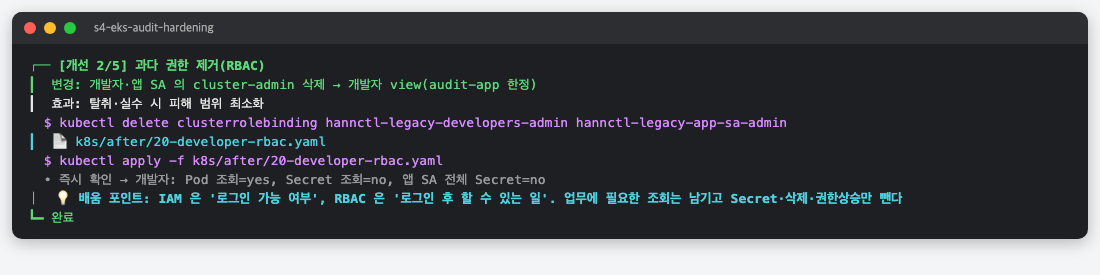 s4-eks-audit-hardening
[개선 2/5] 과다 권한 제거(RBAC)
변경: 개발자·앱 SA 의 cluster-admin 삭제 → 개발자 view(audit-app 한정)
효과: 탈취·실수 시 피해 범위 최소화
$ kubectl delete clusterrolebinding hannctl-legacy-developers-admin hannctl-legacy-app-sa-admin
📄 k8s/after/20-developer-rbac.yaml
$ kubectl apply -f k8s/after/20-developer-rbac.yaml
• 즉시 확인 → 개발자: Pod 조회=yes, Secret 조회=no, 앱 SA 전체 Secret=no
💡 배움 포인트: IAM 은 '로그인 가능 여부', RBAC 은 '로그인 후 할 수 있는 일'. 업무에 필요한 조회는 남기고 Secret·삭제·권한상승만 뺀다
완료